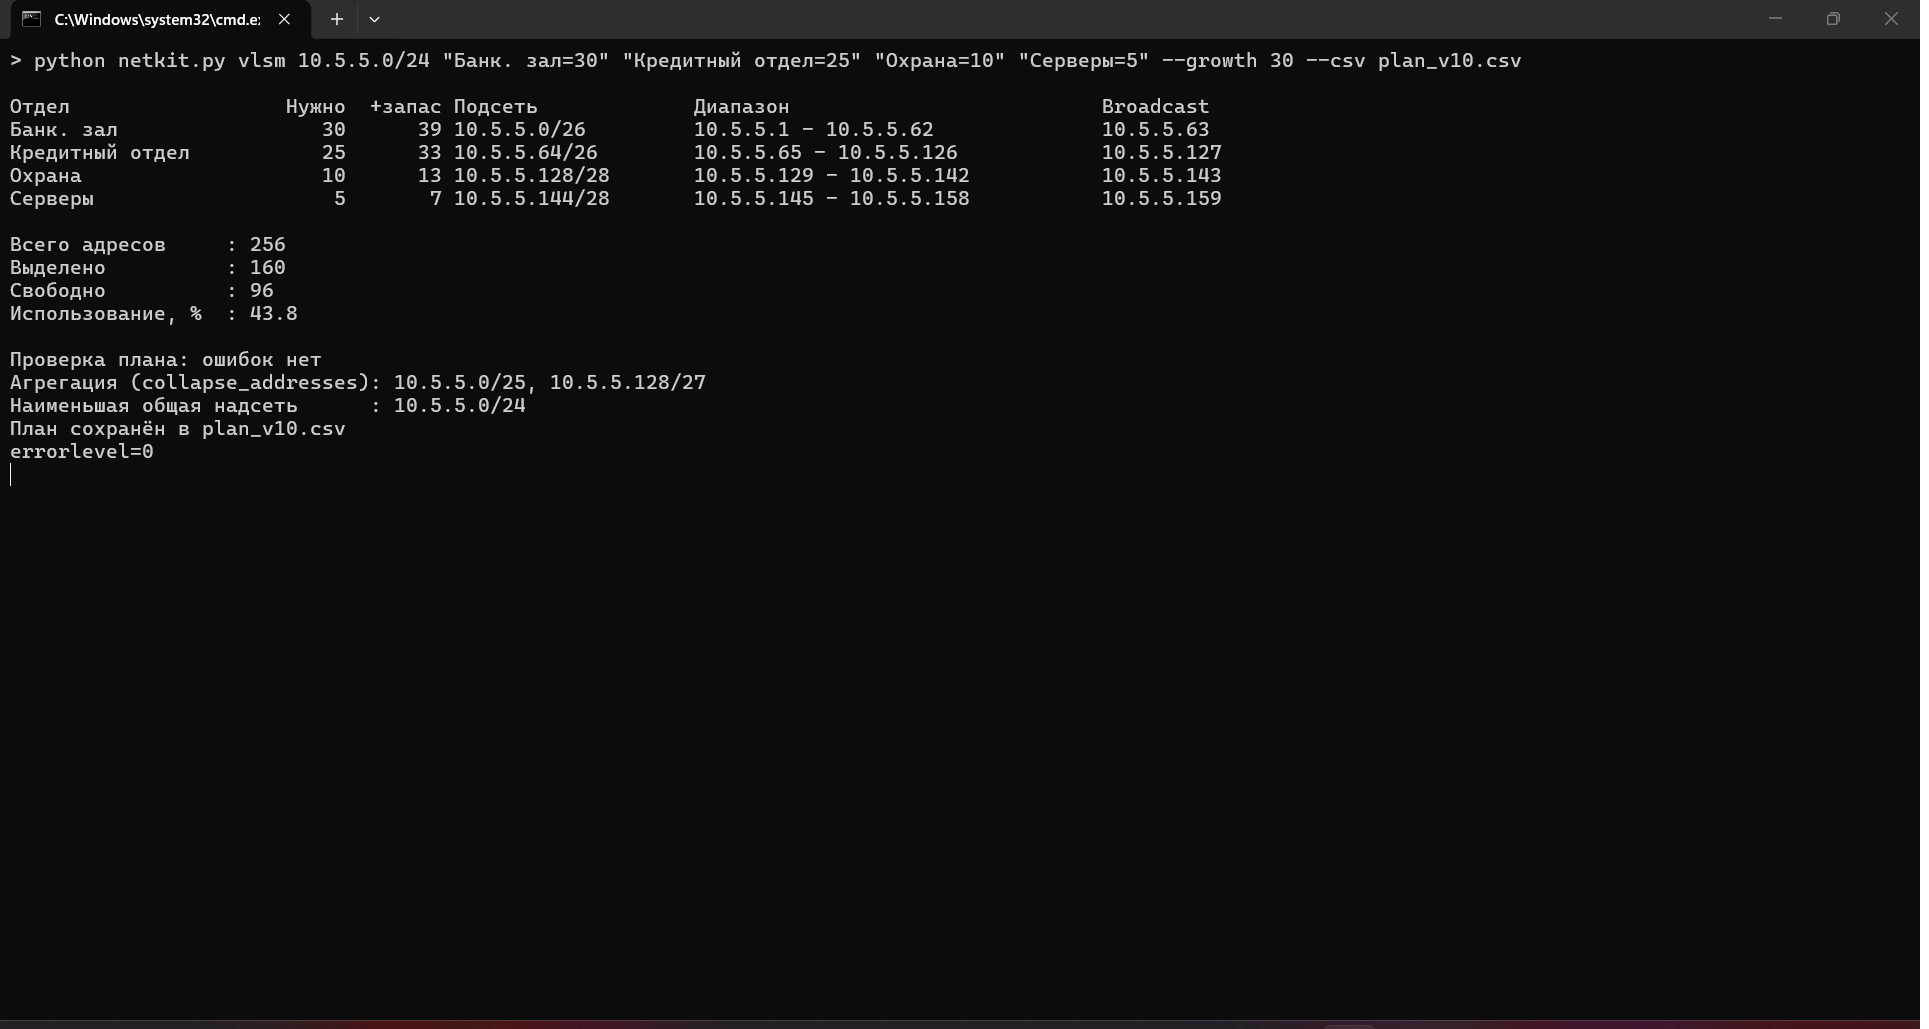 C:\Windows\system32\cmd.e
> python netkit.py vlsm 10.5.5.0/24 "Банк. зал=30" "Кредитный отдел=25" "Охрана=10" "Серверы=5" --growth 30 --csv plan_v10.csv
Отдел Нужно +запас Подсеть Диапазон Broadcast
Банк. зал 30 39 10.5.5.0/26 10.5.5.1 - 10.5.5.62 10.5.5.63
Кредитный отдел 25 33 10.5.5.64/26 10.5.5.65 - 10.5.5.126 10.5.5.127
Охрана 10 13 10.5.5.128/28 10.5.5.129 - 10.5.5.142 10.5.5.143
Серверы 5 7 10.5.5.144/28 10.5.5.145 - 10.5.5.158 10.5.5.159
Всего адресов : 256
Выделено : 160
Свободно : 96
Использование, % : 43.8
Проверка плана: ошибок нет
Агрегация (collapse_addresses): 10.5.5.0/25, 10.5.5.128/27
Наименьшая общая надсеть : 10.5.5.0/24
План сохранён в plan_v10.csv
errorlevel=0